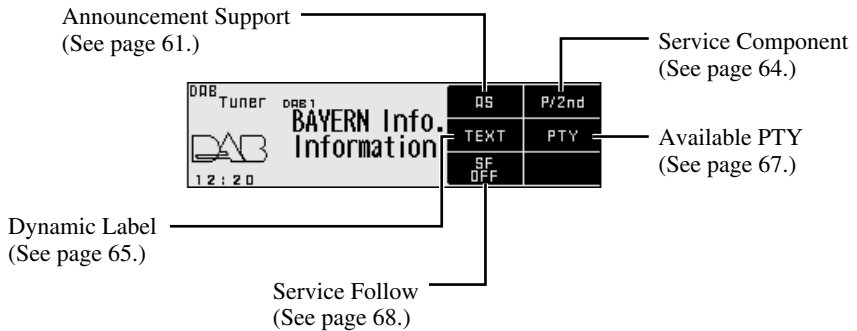 Announcement Support
(See page 61.)
Service Component
(See page 64.)
DAB Tuner
DAB1
BAYERN Info.
Information
DAB
12:20
AS
P/2nd
TEXT
PTY
SF
OFF
Available PTY
(See page 67.)
Dynamic Label
(See page 65.)
Service Follow
(See page 68.)